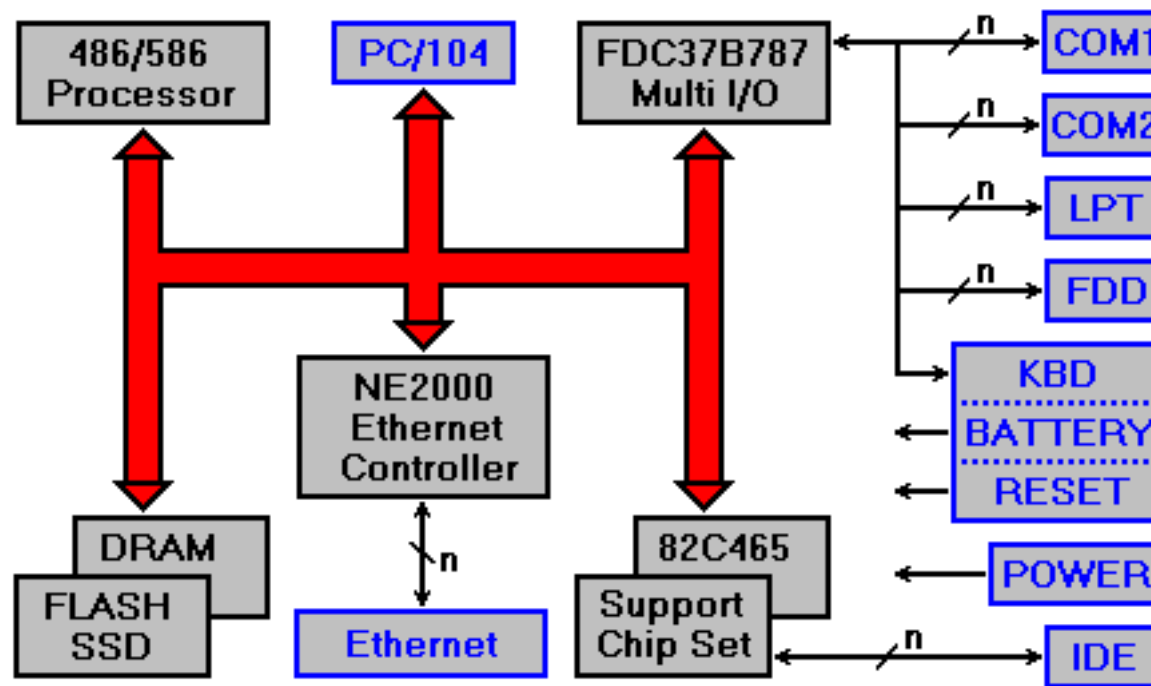 486/586
Processor
PC/104
FDC37B787
Multi I/O
n
COM1
n
COM2
n
LPT
n
FDD
KBD
BATTERY
RESET
NE2000
Ethernet
Controller
n
Ethernet
DRAM
FLASH
SSD
82C465
Support
Chip Set
POWER
n
IDE